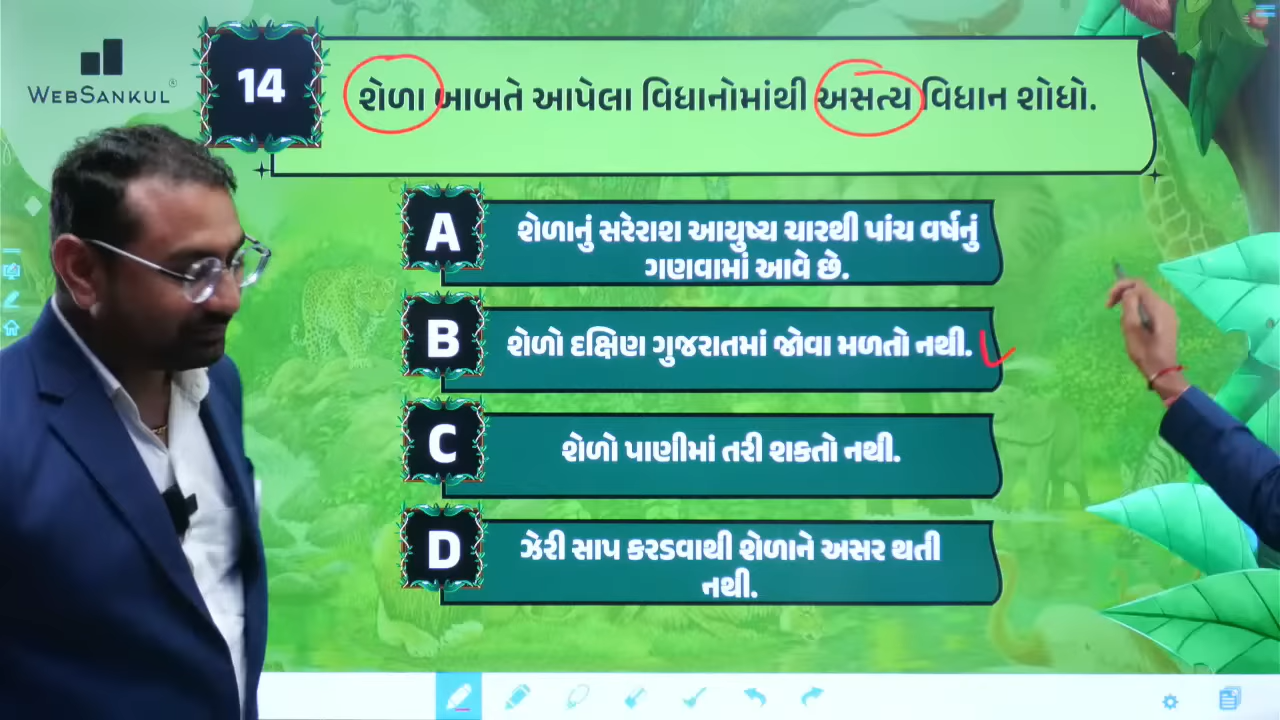 WEBSANKUL®
14
શેળા બાબતે આપેલા વિધાનોમાંથી અસત્ય વિધાન શોધો.
A
શેળાનું સરેરાશ આયુષ્ય ચારથી પાંચ વર્ષનું
ગણવામાં આવે છે.
B
શેળો દક્ષિણ ગુજરાતમાં જોવા મળતો નથી.
C
શેળો પાણીમાં તરી શકતો નથી.
D
ઝેરી સાપ કરડવાથી શેળાને અસર થતી
નથી.